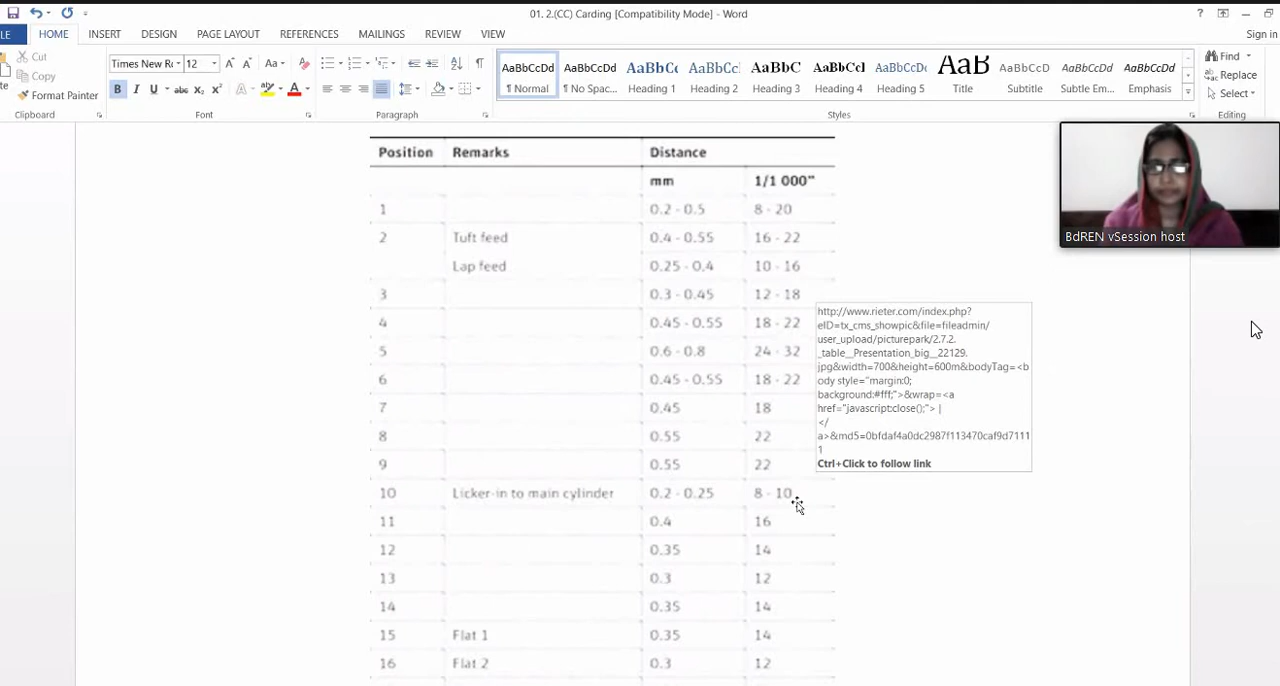 01. 2.(CC) Carding [Compatibility Mode] - Word
?
LE HOME INSERT DESIGN PAGE LAYOUT REFERENCES MAILINGS REVIEW VIEW Sign in
Cut
Copy
te Format Painter
Clipboard
Times New R 12
Aa
B I U abc x₂ x²
A A
Font
Paragraph
AaBbCcDd AaBbCcDd AaBbCc AaBbCc AaBbC AaBbCcl AaBbCcDc AaB AaBbCcD AaBbCcDd AaBbCcDd
¶ Normal ¶ No Spac... Heading 1 Heading 2 Heading 3 Heading 4 Heading 5 Title Subtitle Subtle Em... Emphasis
Styles
Find
Replace
Select
Editing
Position Remarks Distance
mm 1/1 000"
1 0.2 - 0.5 8 - 20
2 Tuft feed 0.4 - 0.55 16 - 22
Lap feed 0.25 - 0.4 10 - 16
3 0.3 - 0.45 12 - 18
4 0.45 - 0.55 18 - 22
5 0.6 - 0.8 24 - 32
6 0.45 - 0.55 18 - 22
7 0.45 18
8 0.55 22
9 0.55 22
10 Licker-in to main cylinder 0.2 - 0.25 8 - 10
11 0.4 16
12 0.35 14
13 0.3 12
14 0.35 14
15 Flat 1 0.35 14
16 Flat 2 0.3 12
http://www.rieter.com/index.php?
eID=tx_cms_showpic&file=fileadmin/
user_upload/picturepark/2.7.2.
_table__Presentation_big__22129.
jpg&width=700&height=600m&bodyTag=<b
ody style="margin:0;
background:#fff;">&wrap=<a
href="javascript:close();"> |
</
a>&md5=0bfdaf4a0dc2987f113470caf9d7111
1
Ctrl+Click to follow link
BdREN vSession host